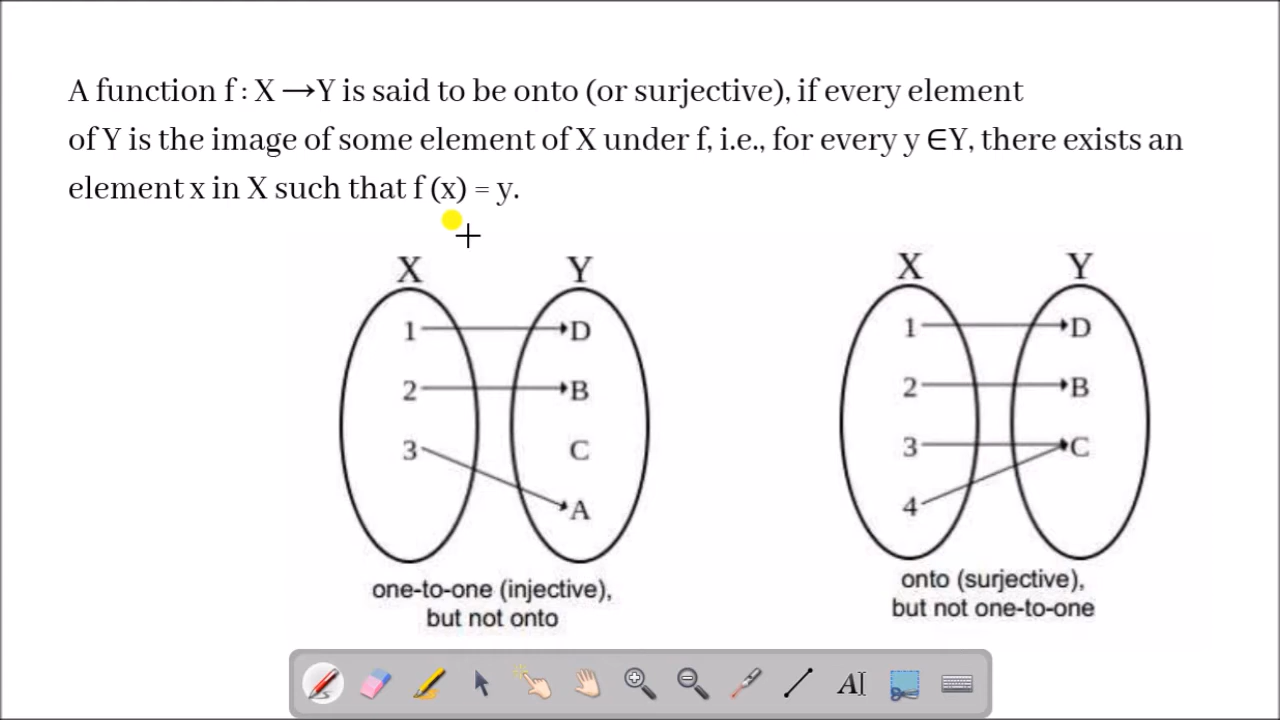 A function f : X →Y is said to be onto (or surjective), if every element
of Y is the image of some element of X under f, i.e., for every y ∈Y, there exists an
element x in X such that f (x) = y.
X Y
1 D
2 B
3 C
A
one-to-one (injective),
but not onto
X Y
1 D
2 B
3 C
4
onto (surjective),
but not one-to-one
A